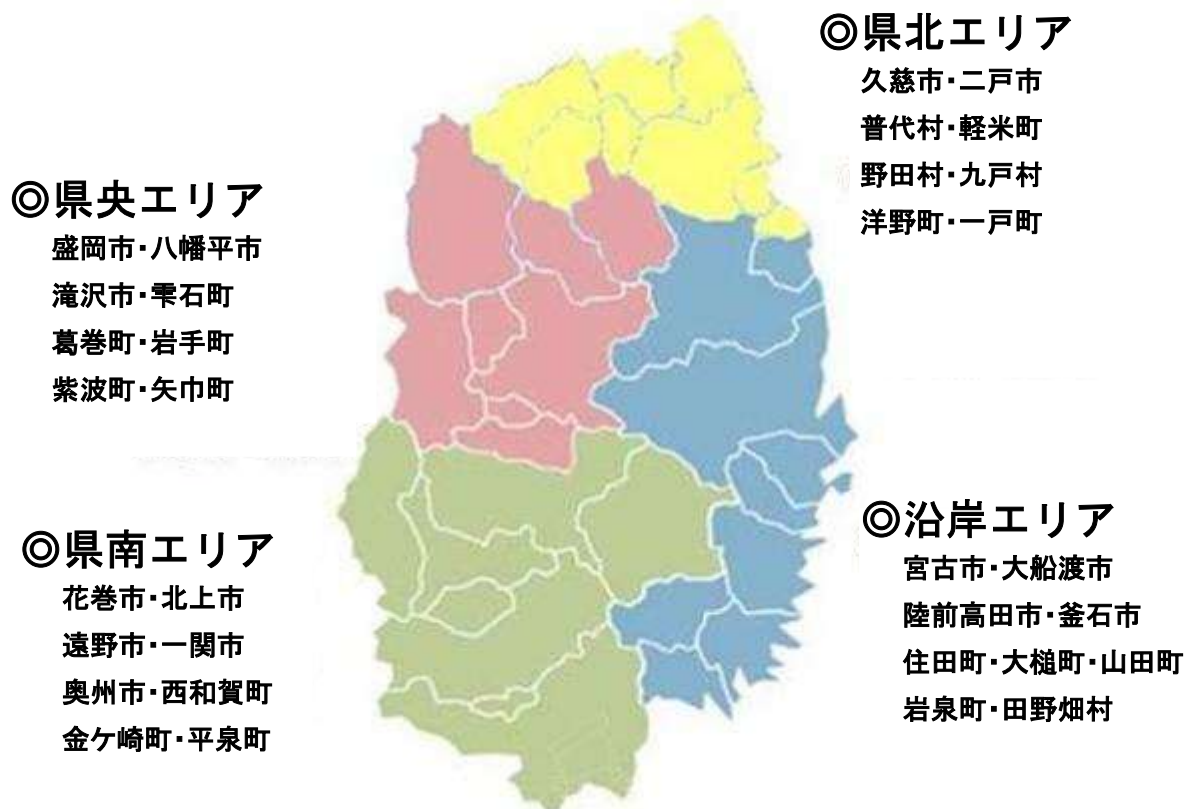 ◎県北エリア
久慈市・二戸市
普代村・軽米町
野田村・九戸村
洋野町・一戸町
◎県央エリア
盛岡市・八幡平市
滝沢市・雫石町
葛巻町・岩手町
紫波町・矢巾町
◎県南エリア
花巻市・北上市
遠野市・一関市
奥州市・西和賀町
金ケ崎町・平泉町
◎沿岸エリア
宮古市・大船渡市
陸前高田市・釜石市
住田町・大槌町・山田町
岩泉町・田野畑村